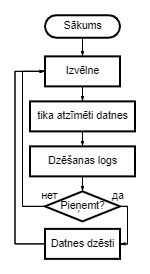 Sākums
Izvēlne
tika atzīmēti datnes
Dzēšanas logs
нет
Pieņemt?
да
Datnes dzēsti